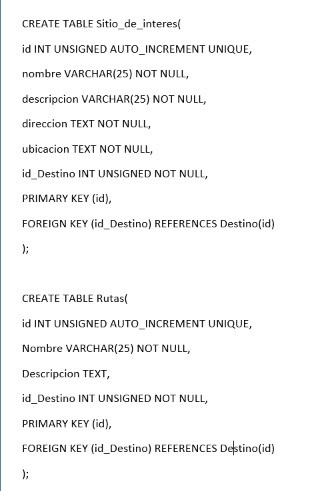 CREATE TABLE Sitio_de_interes(
id INT UNSIGNED AUTO_INCREMENT UNIQUE,
nombre VARCHAR(25) NOT NULL,
descripcion VARCHAR(25) NOT NULL,
direccion TEXT NOT NULL,
ubicacion TEXT NOT NULL,
id_Destino INT UNSIGNED NOT NULL,
PRIMARY KEY (id),
FOREIGN KEY (id_Destino) REFERENCES Destino(id)
);
CREATE TABLE Rutas(
id INT UNSIGNED AUTO_INCREMENT UNIQUE,
Nombre VARCHAR(25) NOT NULL,
Descripcion TEXT,
id_Destino INT UNSIGNED NOT NULL,
PRIMARY KEY (id),
FOREIGN KEY (id_Destino) REFERENCES Destino(id)
);